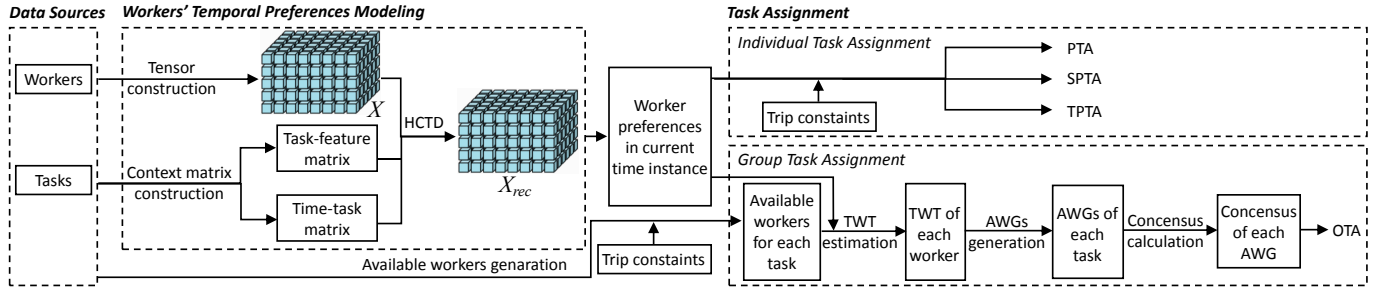 Data Sources
Workers
Tasks
Workers' Temporal Preferences Modeling
Tensor
construction
X
Context matrix
construction
Task-feature
matrix
Time-task
matrix
HCTD
X_rec
Available workers genaration
Trip constaints
Worker
preferences
in current
time instance
Task Assignment
Individual Task Assignment
Trip constaints
PTA
SPTA
TPTA
Group Task Assignment
Available
workers
for each
task
TWT
estimation
TWT of
each
worker
AWGs
generation
AWGs of
each
task
Concensus
calculation
Concensus
of each
AWG
OTA